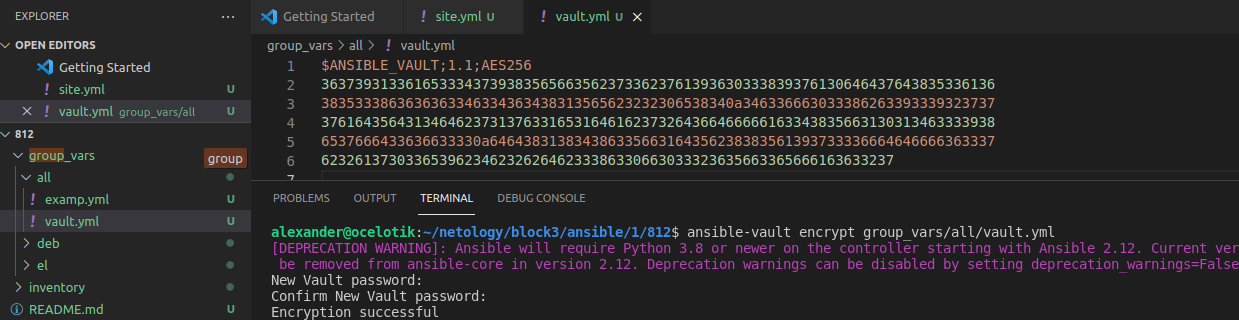 EXPLORER
OPEN EDITORS
Getting Started
! site.yml U
× ! vault.yml group_vars/all U
812
group_vars
group
all
! examp.yml U
! vault.yml U
deb
el
inventory
README.md U
Getting Started
! site.yml U
! vault.yml U ×
group_vars > all > ! vault.yml
1 $ANSIBLE_VAULT;1.1;AES256
2 36373931336165333437393835656635623733623761393630333839376130646437643835336136
3 3835333863636363346334363438313565623232306538340a346336663033386263393339323737
4 37616435643134646237313763316531646162373264366466666163343835663130313463333938
5 6537666433636633330a646438313834386335663164356238383561393733336664646666363337
6 62326137303365396234623262646233386330663033323635663365666163633237
7
PROBLEMS OUTPUT TERMINAL DEBUG CONSOLE
alexander@ocelotik:~/netology/block3/ansible/1/812$ ansible-vault encrypt group_vars/all/vault.yml
[DEPRECATION WARNING]: Ansible will require Python 3.8 or newer on the controller starting with Ansible 2.12. Current ver
be removed from ansible-core in version 2.12. Deprecation warnings can be disabled by setting deprecation_warnings=False
New Vault password:
Confirm New Vault password:
Encryption successful